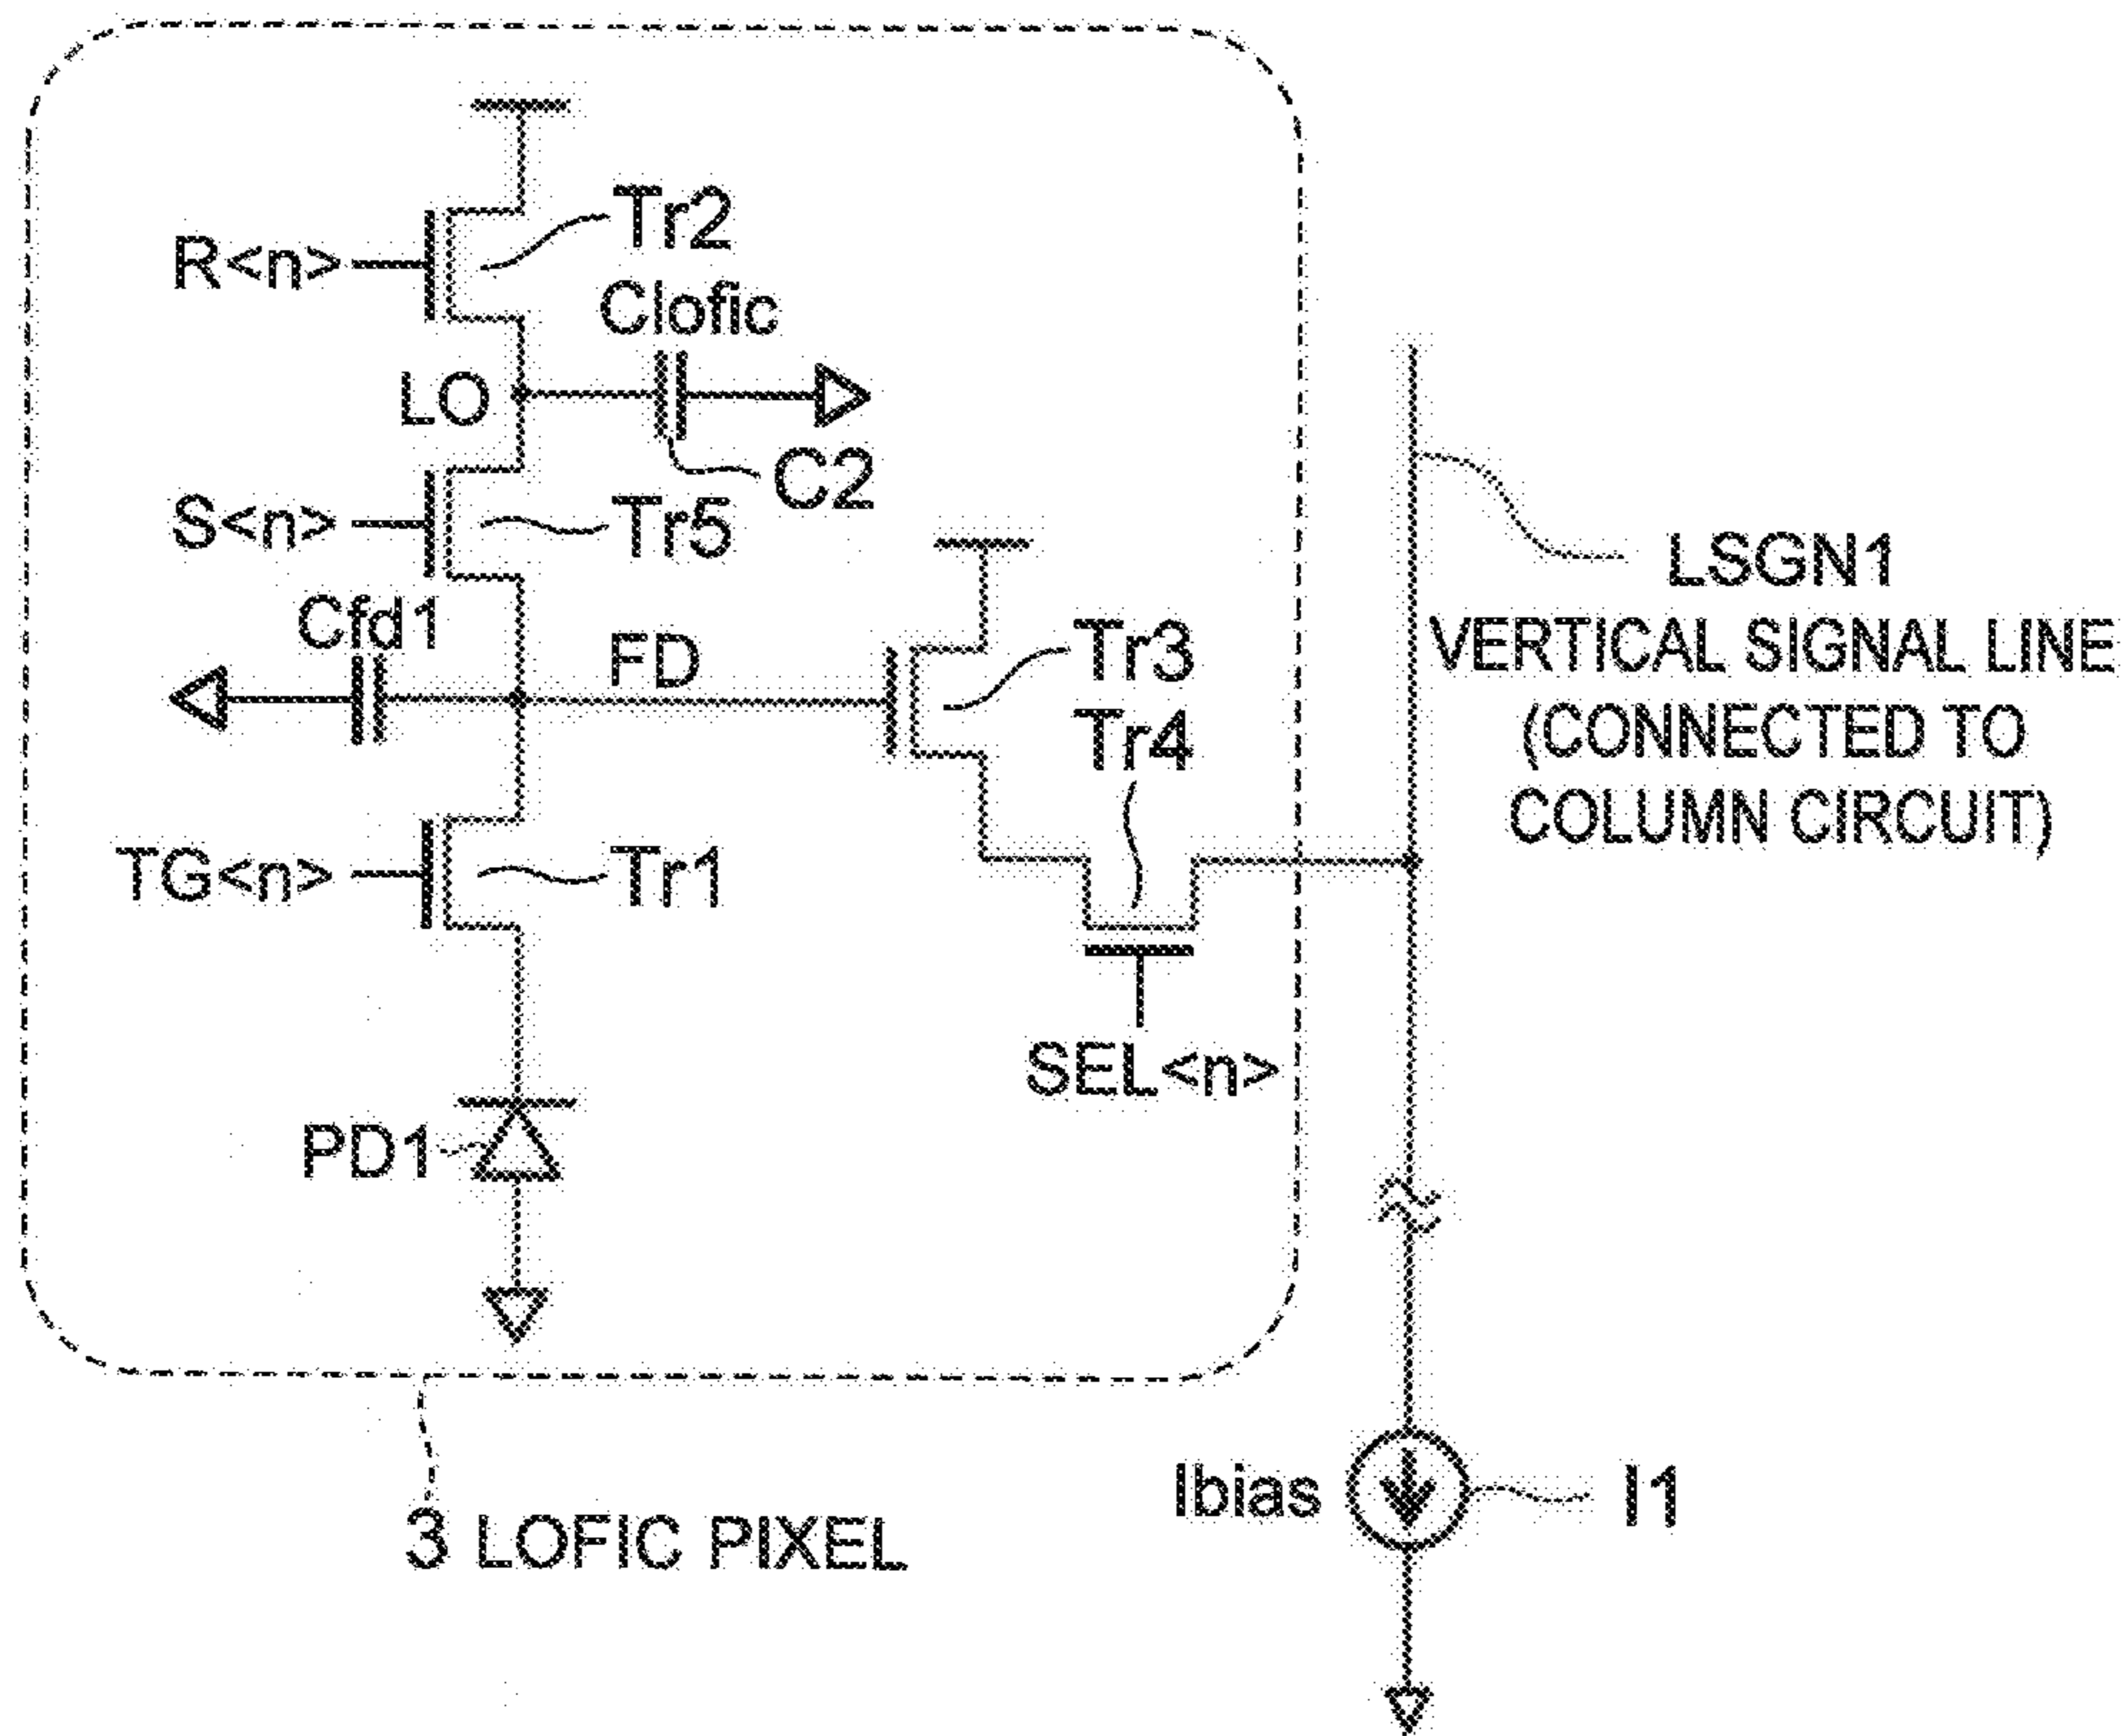 Tr2
R<n>
Clofic
LO
C2
S<n>
Tr5
Cfd1
FD
Tr3
LSGN1
VERTICAL SIGNAL LINE
(CONNECTED TO
COLUMN CIRCUIT)
Tr4
TG<n>
Tr1
SEL<n>
PD1
Ibias
I1
3 LOFIC PIXEL